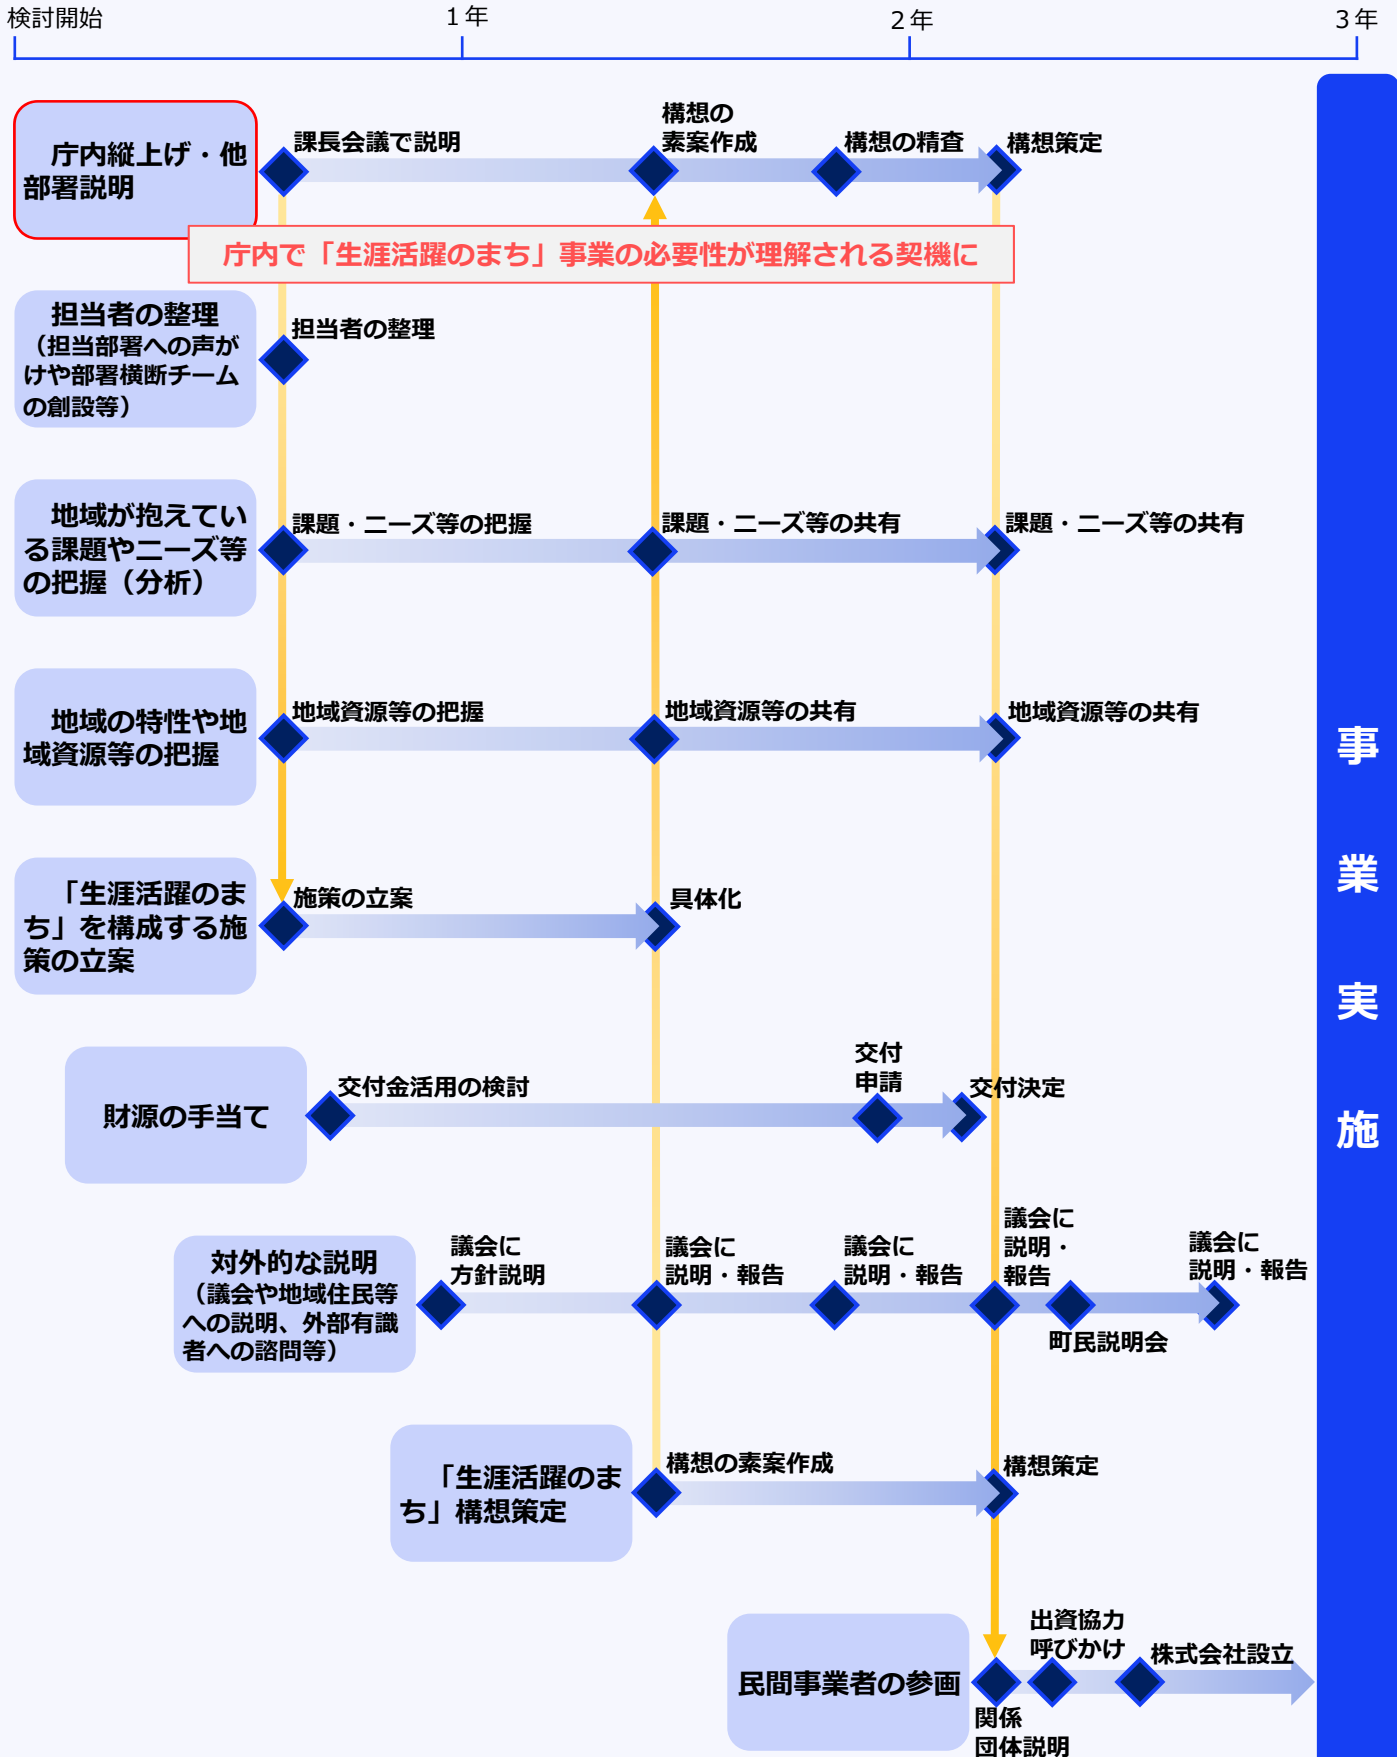 検討開始
１年
２年
３年
庁内縦上げ・他
部署説明
課長会議で説明
構想の
素案作成
構想の精査
構想策定
庁内で「生涯活躍のまち」事業の必要性が理解される契機に
担当者の整理
（担当部署への声が
けや部署横断チーム
の創設等）
担当者の整理
地域が抱えてい
る課題やニーズ等
の把握（分析）
課題・ニーズ等の把握
課題・ニーズ等の共有
課題・ニーズ等の共有
地域の特性や地
域資源等の把握
地域資源等の把握
地域資源等の共有
地域資源等の共有
「生涯活躍のま
ち」を構成する施
策の立案
施策の立案
具体化
財源の手当て
交付金活用の検討
交付
申請
交付決定
対外的な説明
（議会や地域住民等
への説明、外部有識
者への諮問等）
議会に
方針説明
議会に
説明・報告
議会に
説明・報告
議会に
説明・
報告
町民説明会
議会に
説明・報告
「生涯活躍のま
ち」構想策定
構想の素案作成
構想策定
民間事業者の参画
関係
団体説明
出資協力
呼びかけ
株式会社設立
事
業
実
施